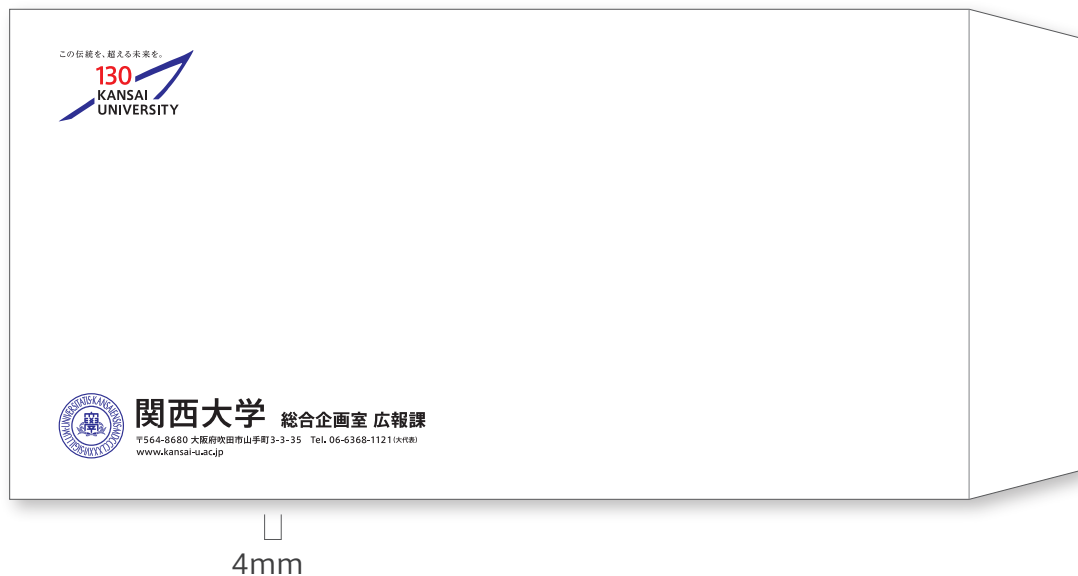 この伝統を、超える未来を。
130
KANSAI
UNIVERSITY
関西大学 総合企画室 広報課
〒564-8680 大阪府吹田市山手町3-3-35 Tel. 06-6368-1121(大代表)
www.kansai-u.ac.jp
4mm